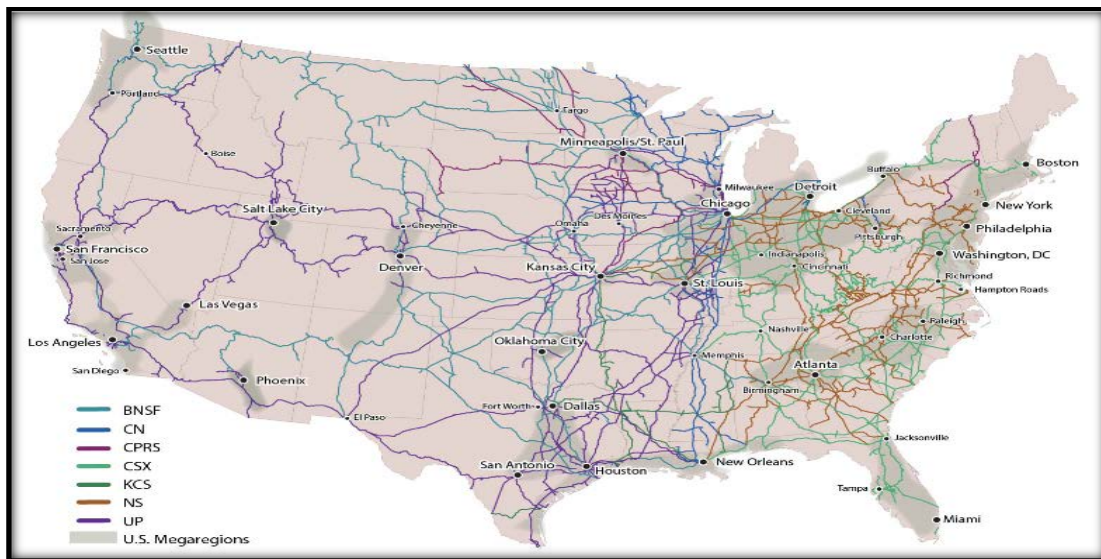 Seattle
Portland
Fargo
Minneapolis/St. Paul
Boise
Buffalo
Boston
Milwaukee
Detroit
Chicago
New York
Salt Lake City
Des Moines
Cleveland
Sacramento
Cheyenne
Omaha
Pittsburgh
Philadelphia
San Francisco
San Jose
Denver
Kansas City
Indianapolis
Washington, DC
Cincinnati
St. Louis
Richmond
Hampton Roads
Las Vegas
Raleigh
Nashville
Los Angeles
Oklahoma City
Charlotte
Memphis
San Diego
Phoenix
Atlanta
Birmingham
Fort Worth
Dallas
El Paso
Jacksonville
San Antonio
Houston
New Orleans
Tampa
Miami
BNSF
CN
CPRS
CSX
KCS
NS
UP
U.S. Megaregions